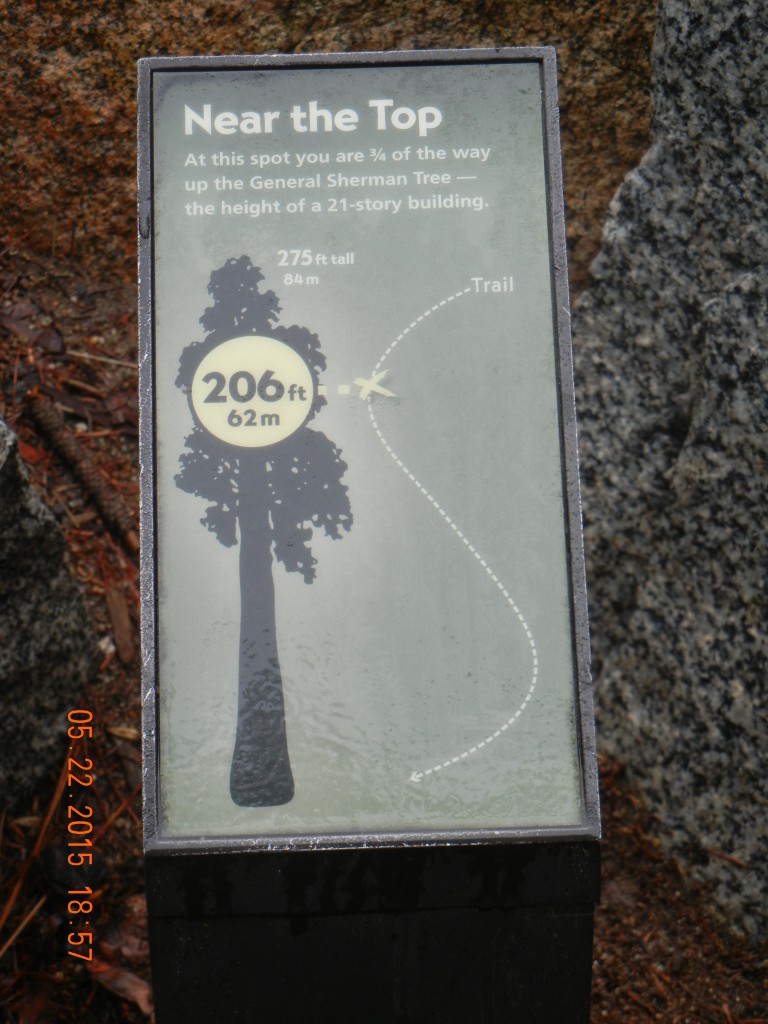 Near the Top
At this spot you are ¾ of the way
up the General Sherman Tree —
the height of a 21-story building.
275 ft tall
84 m
Trail
206 ft
62 m
05.22.2015 18:57